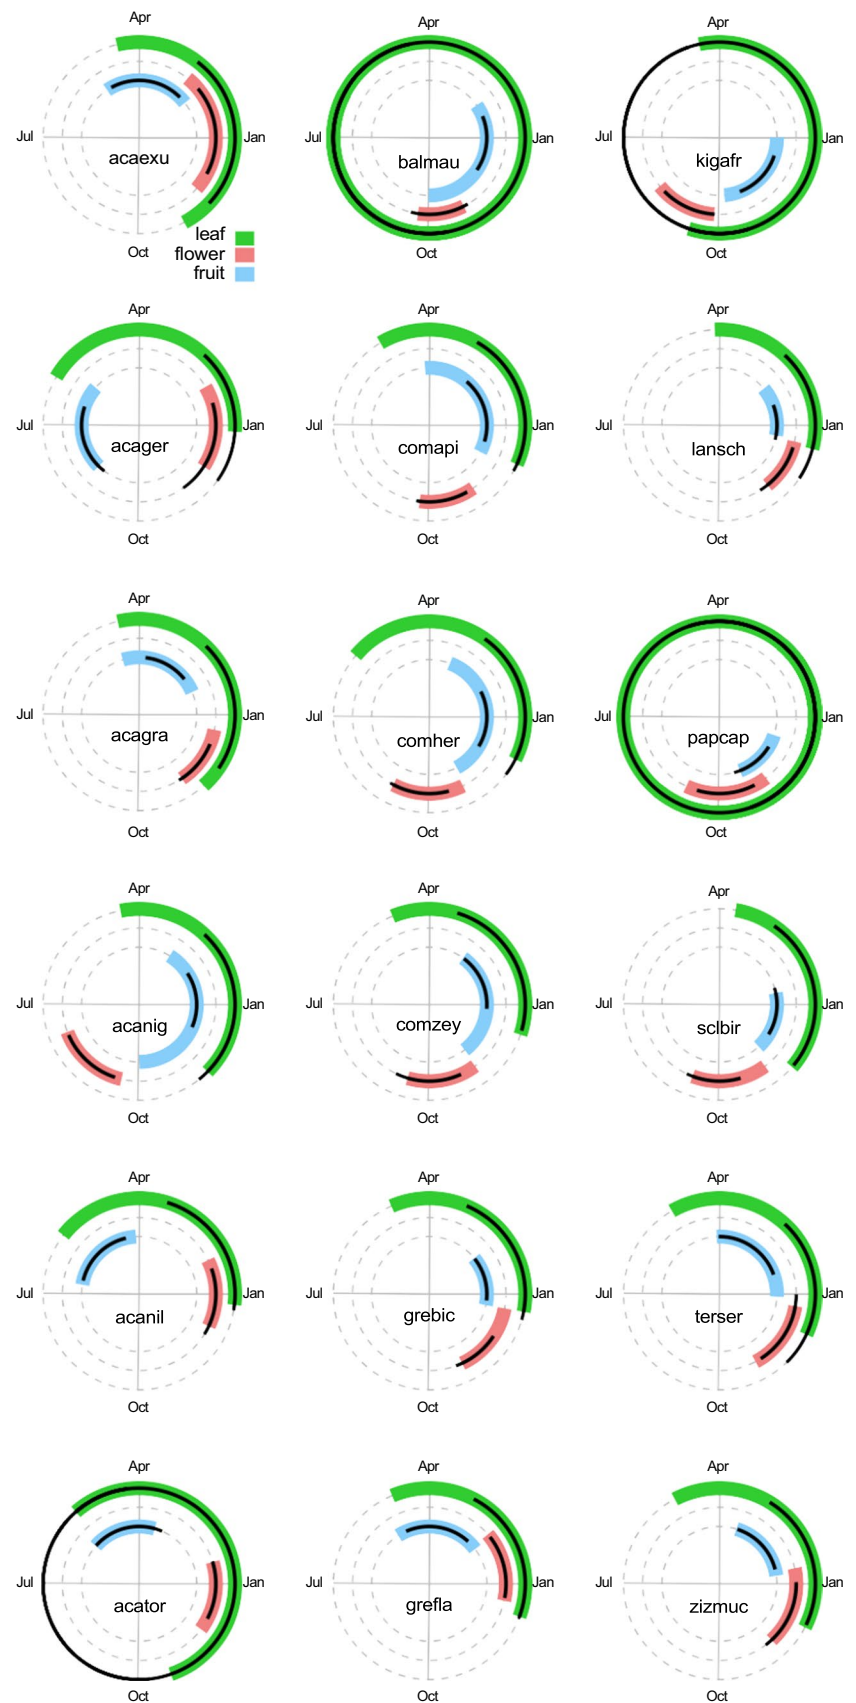 Apr Apr Apr
Jul acaexu Jan Jul balmau Jan Jul kigafr Jan
leaf
flower
fruit
Oct Oct Oct
Apr Apr Apr
Jul acager Jan Jul comapi Jan Jul lansch Jan
Oct Oct Oct
Apr Apr Apr
Jul acagra Jan Jul comher Jan Jul papcap Jan
Oct Oct Oct
Apr Apr Apr
Jul acanig Jan Jul comzey Jan Jul sclbir Jan
Oct Oct Oct
Apr Apr Apr
Jul acanil Jan Jul grebic Jan Jul terser Jan
Oct Oct Oct
Apr Apr Apr
Jul acator Jan Jul grefla Jan Jul zizmuc Jan
Oct Oct Oct